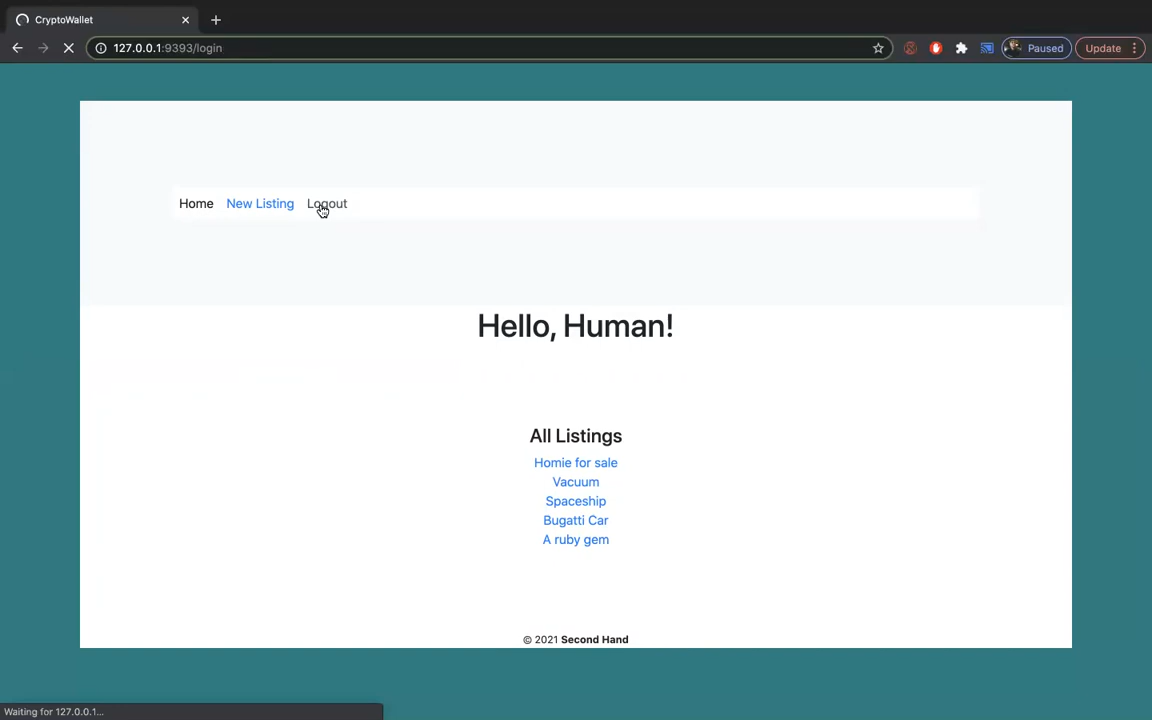 CryptoWallet
127.0.0.1:9393/login
Paused
Update
Home New Listing Logout
Hello, Human!
All Listings
Homie for sale
Vacuum
Spaceship
Bugatti Car
A ruby gem
© 2021 Second Hand
Waiting for 127.0.0.1...